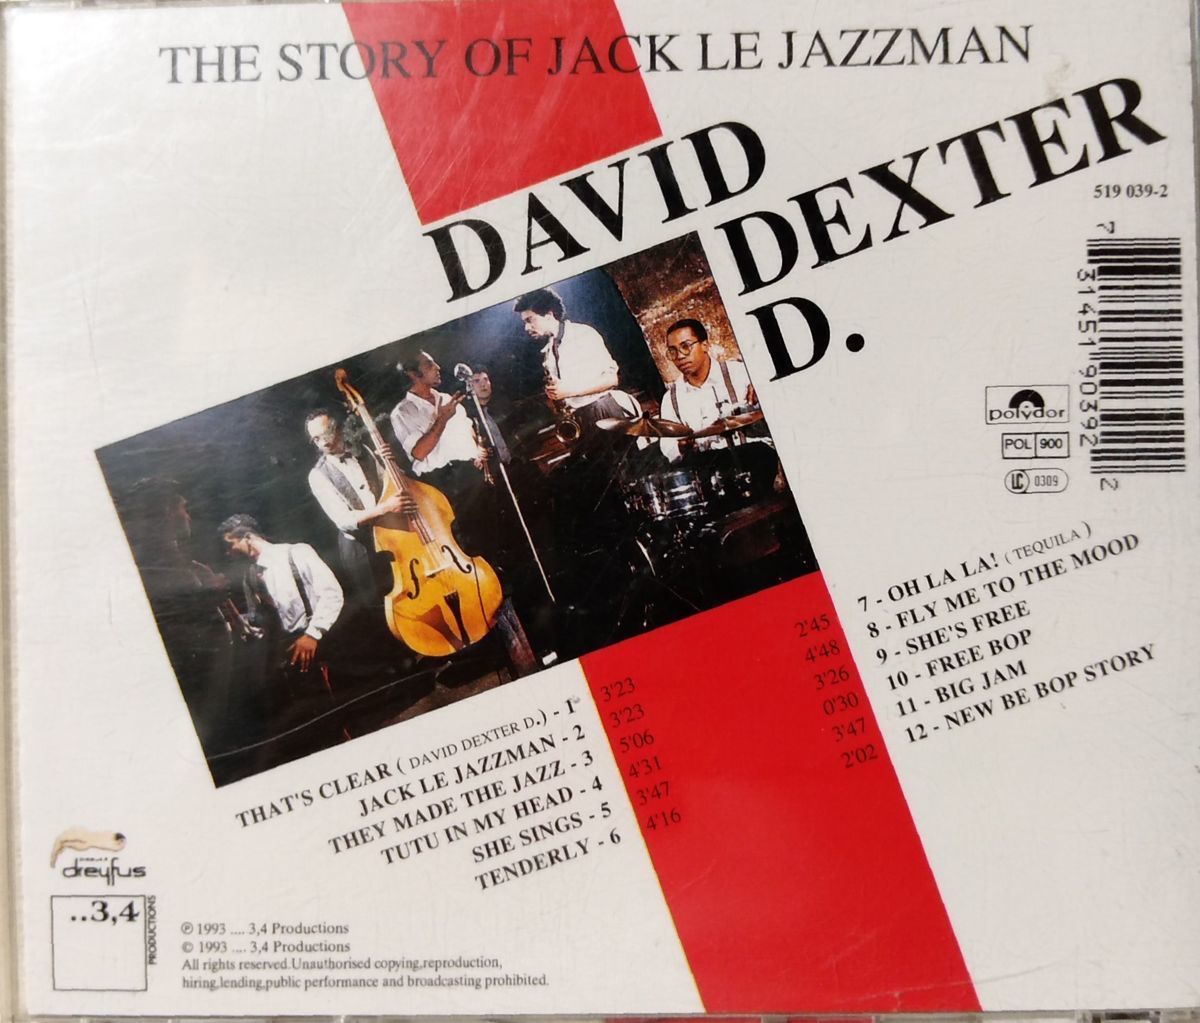 THE STORY OF JACK LE JAZZMAN
DAVID
DEXTER
D.
519 039-2
7 31451 90392 2
polydor
POL 900
LC 0309
THAT'S CLEAR ( DAVID DEXTER D.) - 1 3'23
JACK LE JAZZMAN - 2 3'23
THEY MADE THE JAZZ - 3 5'06
TUTU IN MY HEAD - 4 4'31
SHE SINGS - 5 3'47
TENDERLY - 6 4'16
2'45 7 - OH LA LA! ( TEQUILA )
4'48 8 - FLY ME TO THE MOOD
3'26 9 - SHE'S FREE
0'30 10 - FREE BOP
3'47 11 - BIG JAM
2'02 12 - NEW BE BOP STORY
dreyfus
..3,4
PRODUCTIONS
℗ 1993 .... 3,4 Productions
© 1993 .... 3,4 Productions
All rights reserved.Unauthorised copying,reproduction,
hiring,lending,public performance and broadcasting prohibited.